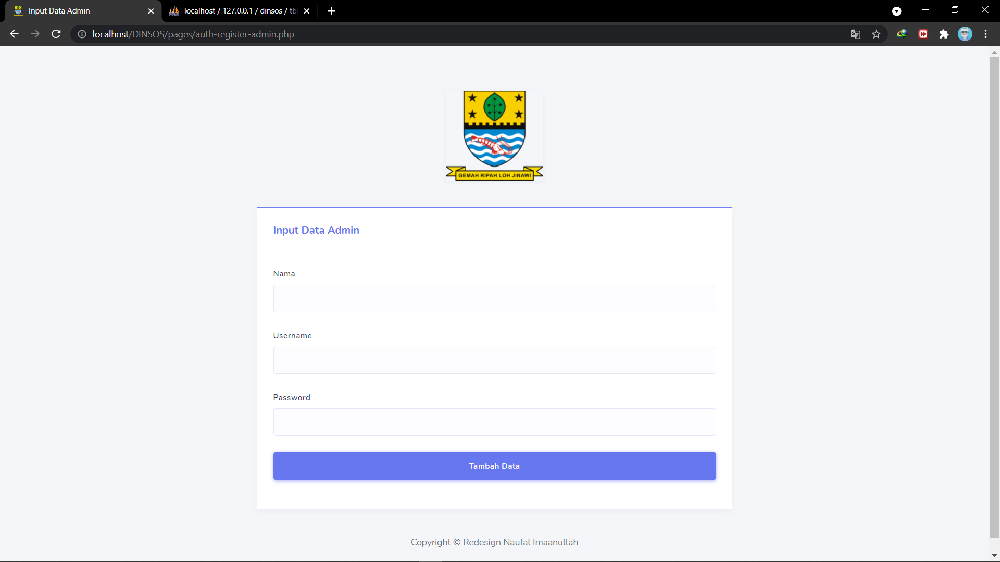 Input Data Admin
localhost / 127.0.0.1 / dinsos / tb
localhost/DINSOS/pages/auth-register-admin.php
GEMAH RIPAH LOH JINAWI
Input Data Admin
Nama
Username
Password
Tambah Data
Copyright © Redesign Naufal Imaanullah